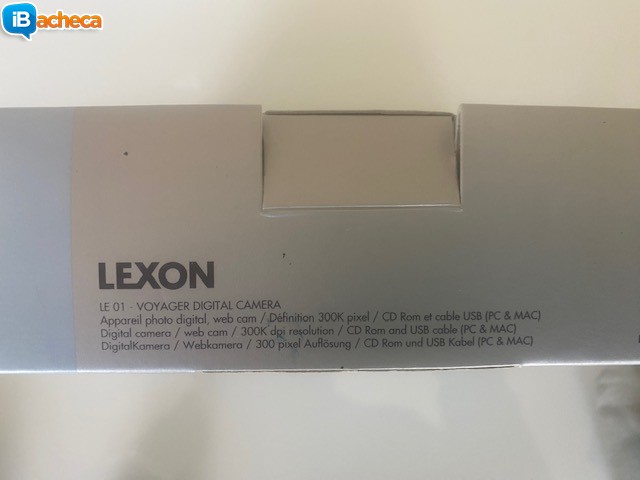 iBacheca
LEXON
LE 01 - VOYAGER DIGITAL CAMERA
Appareil photo digital, web cam / Définition 300K pixel / CD Rom et cable USB (PC & MAC)
Digital camera / web cam / 300K dpi resolution / CD Rom and USB cable (PC & MAC)
DigitalKamera / Webkamera / 300 pixel Auflösung / CD Rom und USB Kabel (PC & MAC)